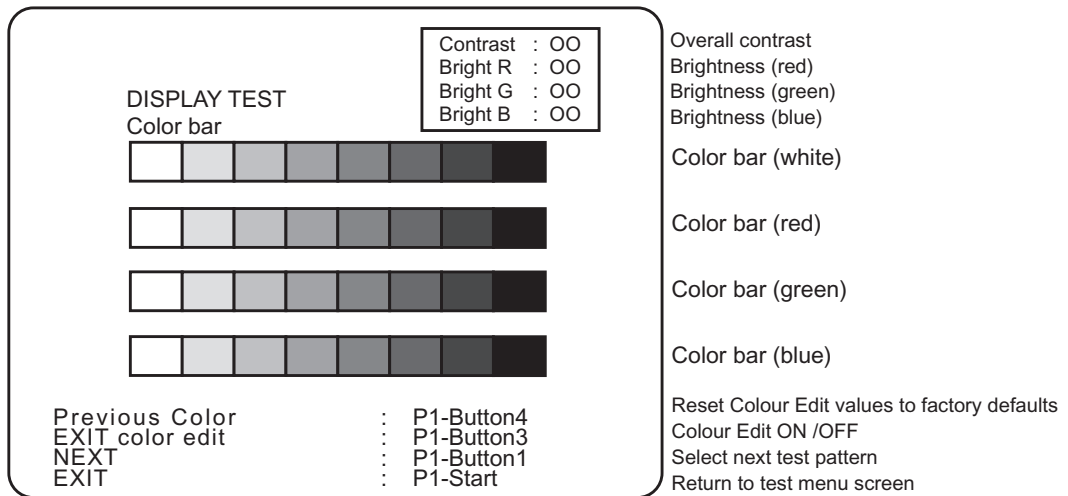 Contrast : OO Overall contrast
Bright R : OO Brightness (red)
Bright G : OO Brightness (green)
Bright B : OO Brightness (blue)
DISPLAY TEST
Color bar
Color bar (white)
Color bar (red)
Color bar (green)
Color bar (blue)
Previous Color : P1-Button4 Reset Colour Edit values to factory defaults
EXIT color edit : P1-Button3 Colour Edit ON /OFF
NEXT : P1-Button1 Select next test pattern
EXIT : P1-Start Return to test menu screen